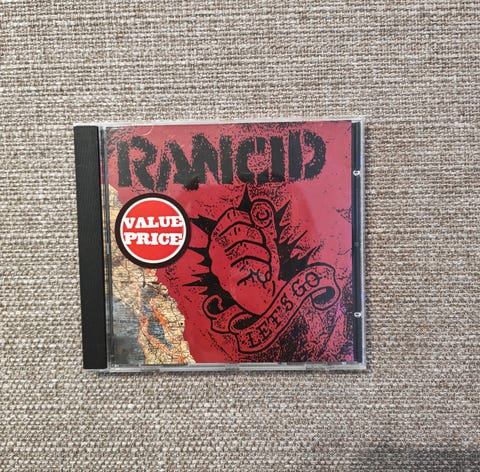 RANCID
VALUE
PRICE
LET'S GO